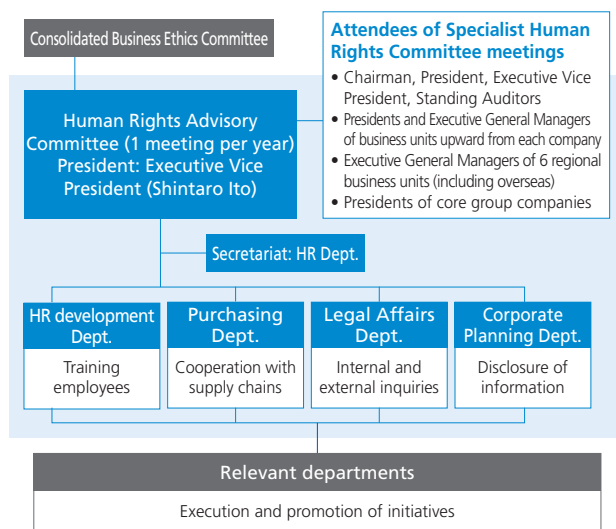 Consolidated Business Ethics Committee
Attendees of Specialist Human
Rights Committee meetings
• Chairman, President, Executive Vice
President, Standing Auditors
• Presidents and Executive General Managers
of business units upward from each company
• Executive General Managers of 6 regional
business units (including overseas)
• Presidents of core group companies
Human Rights Advisory
Committee (1 meeting per year)
President: Executive Vice
President (Shintaro Ito)
Secretariat: HR Dept.
HR development
Dept.
Training
employees
Purchasing
Dept.
Cooperation with
supply chains
Legal Affairs
Dept.
Internal and
external inquiries
Corporate
Planning Dept.
Disclosure of
information
Relevant departments
Execution and promotion of initiatives